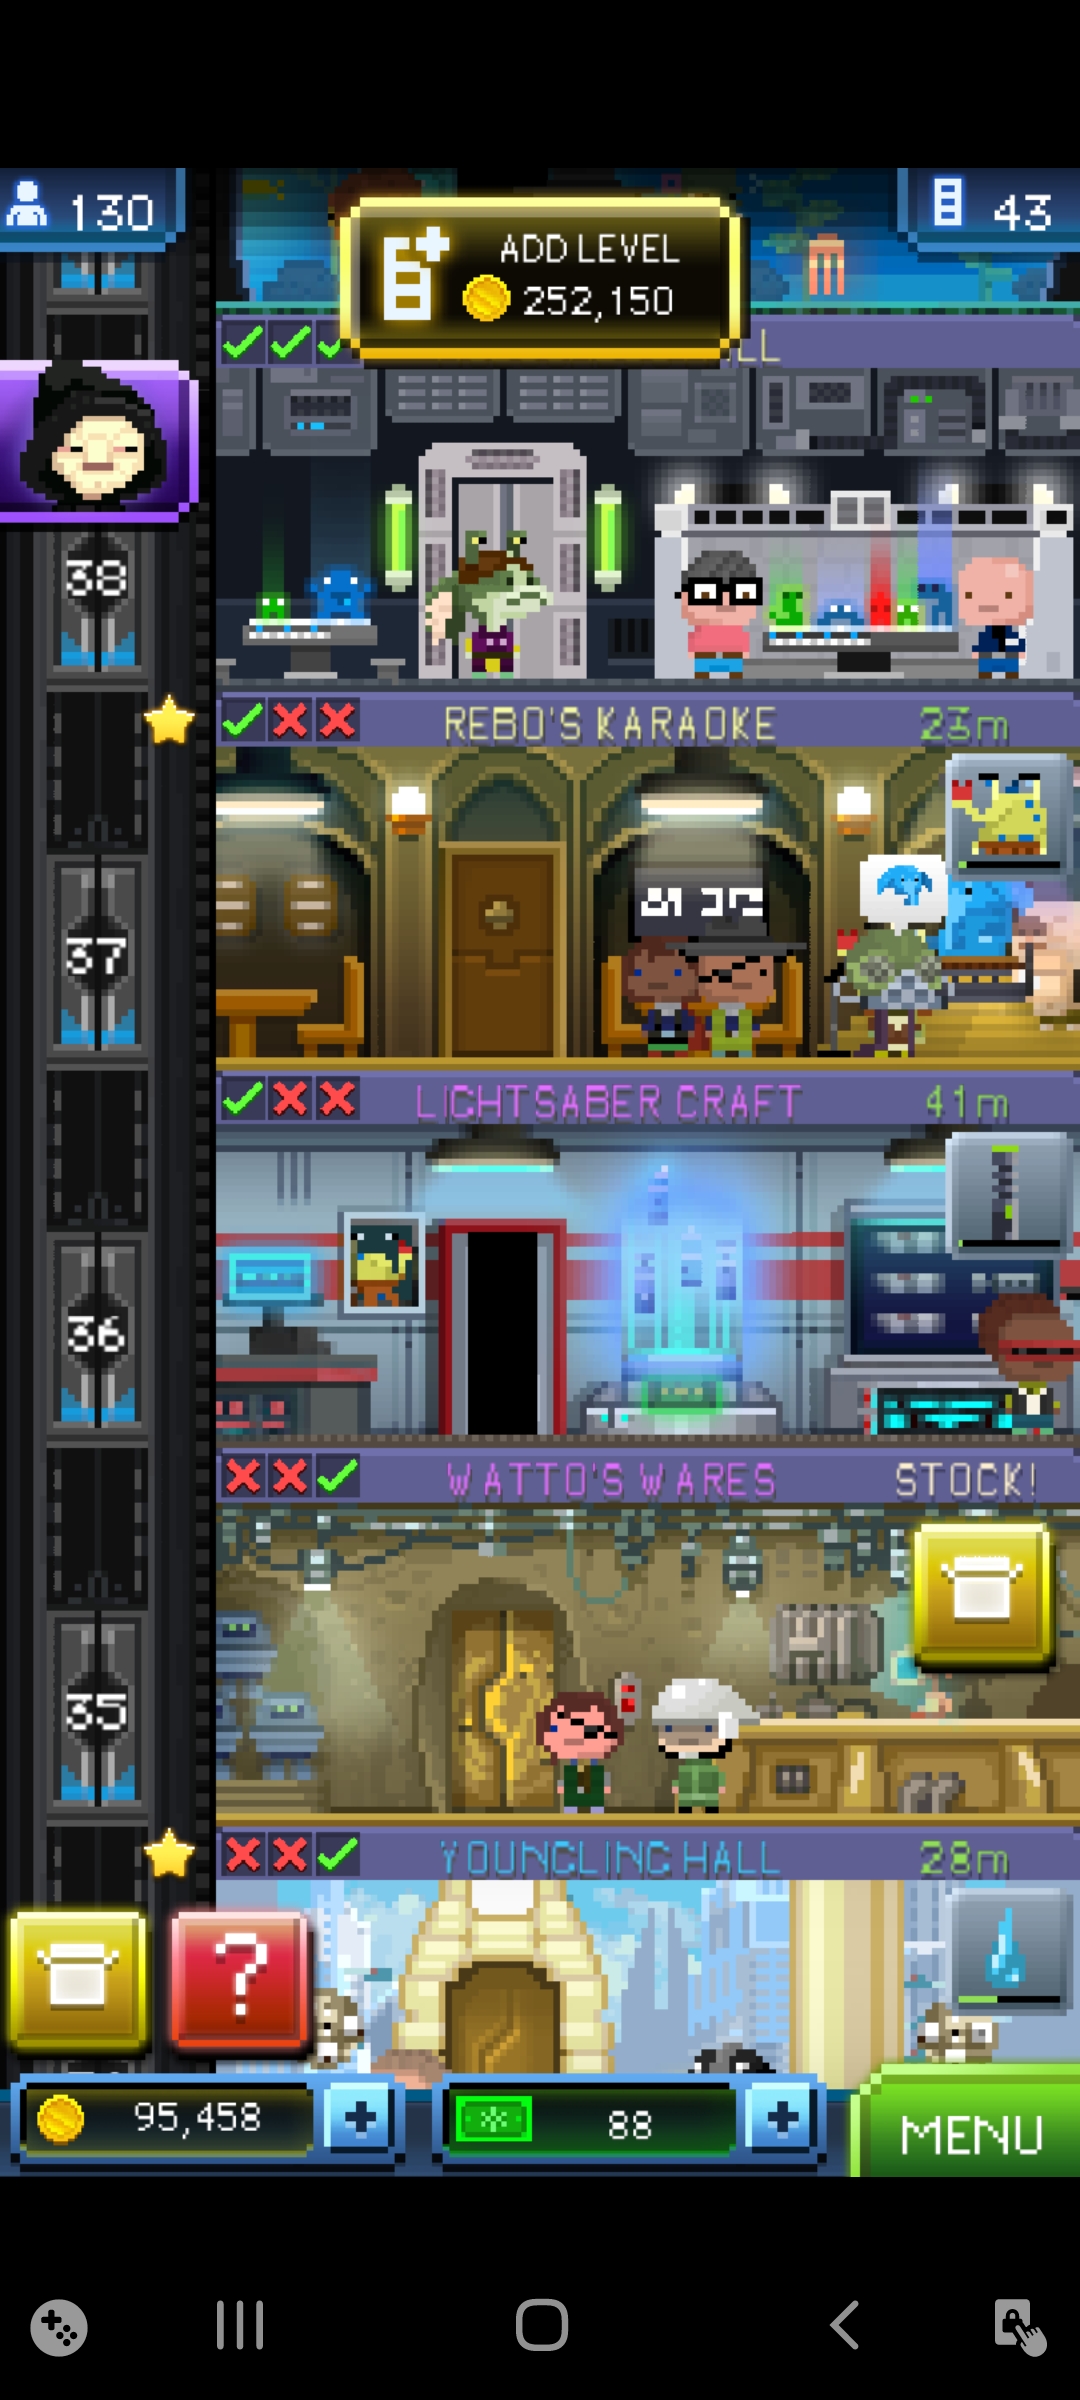 130
43
ADD LEVEL
252,150
LL
38
REBO'S KARAOKE 23m
37
LIGHTSABER CRAFT 41m
36
WATTO'S WARES STOCK!
35
YOUNGLING HALL 28m
?
95,458
88
MENU